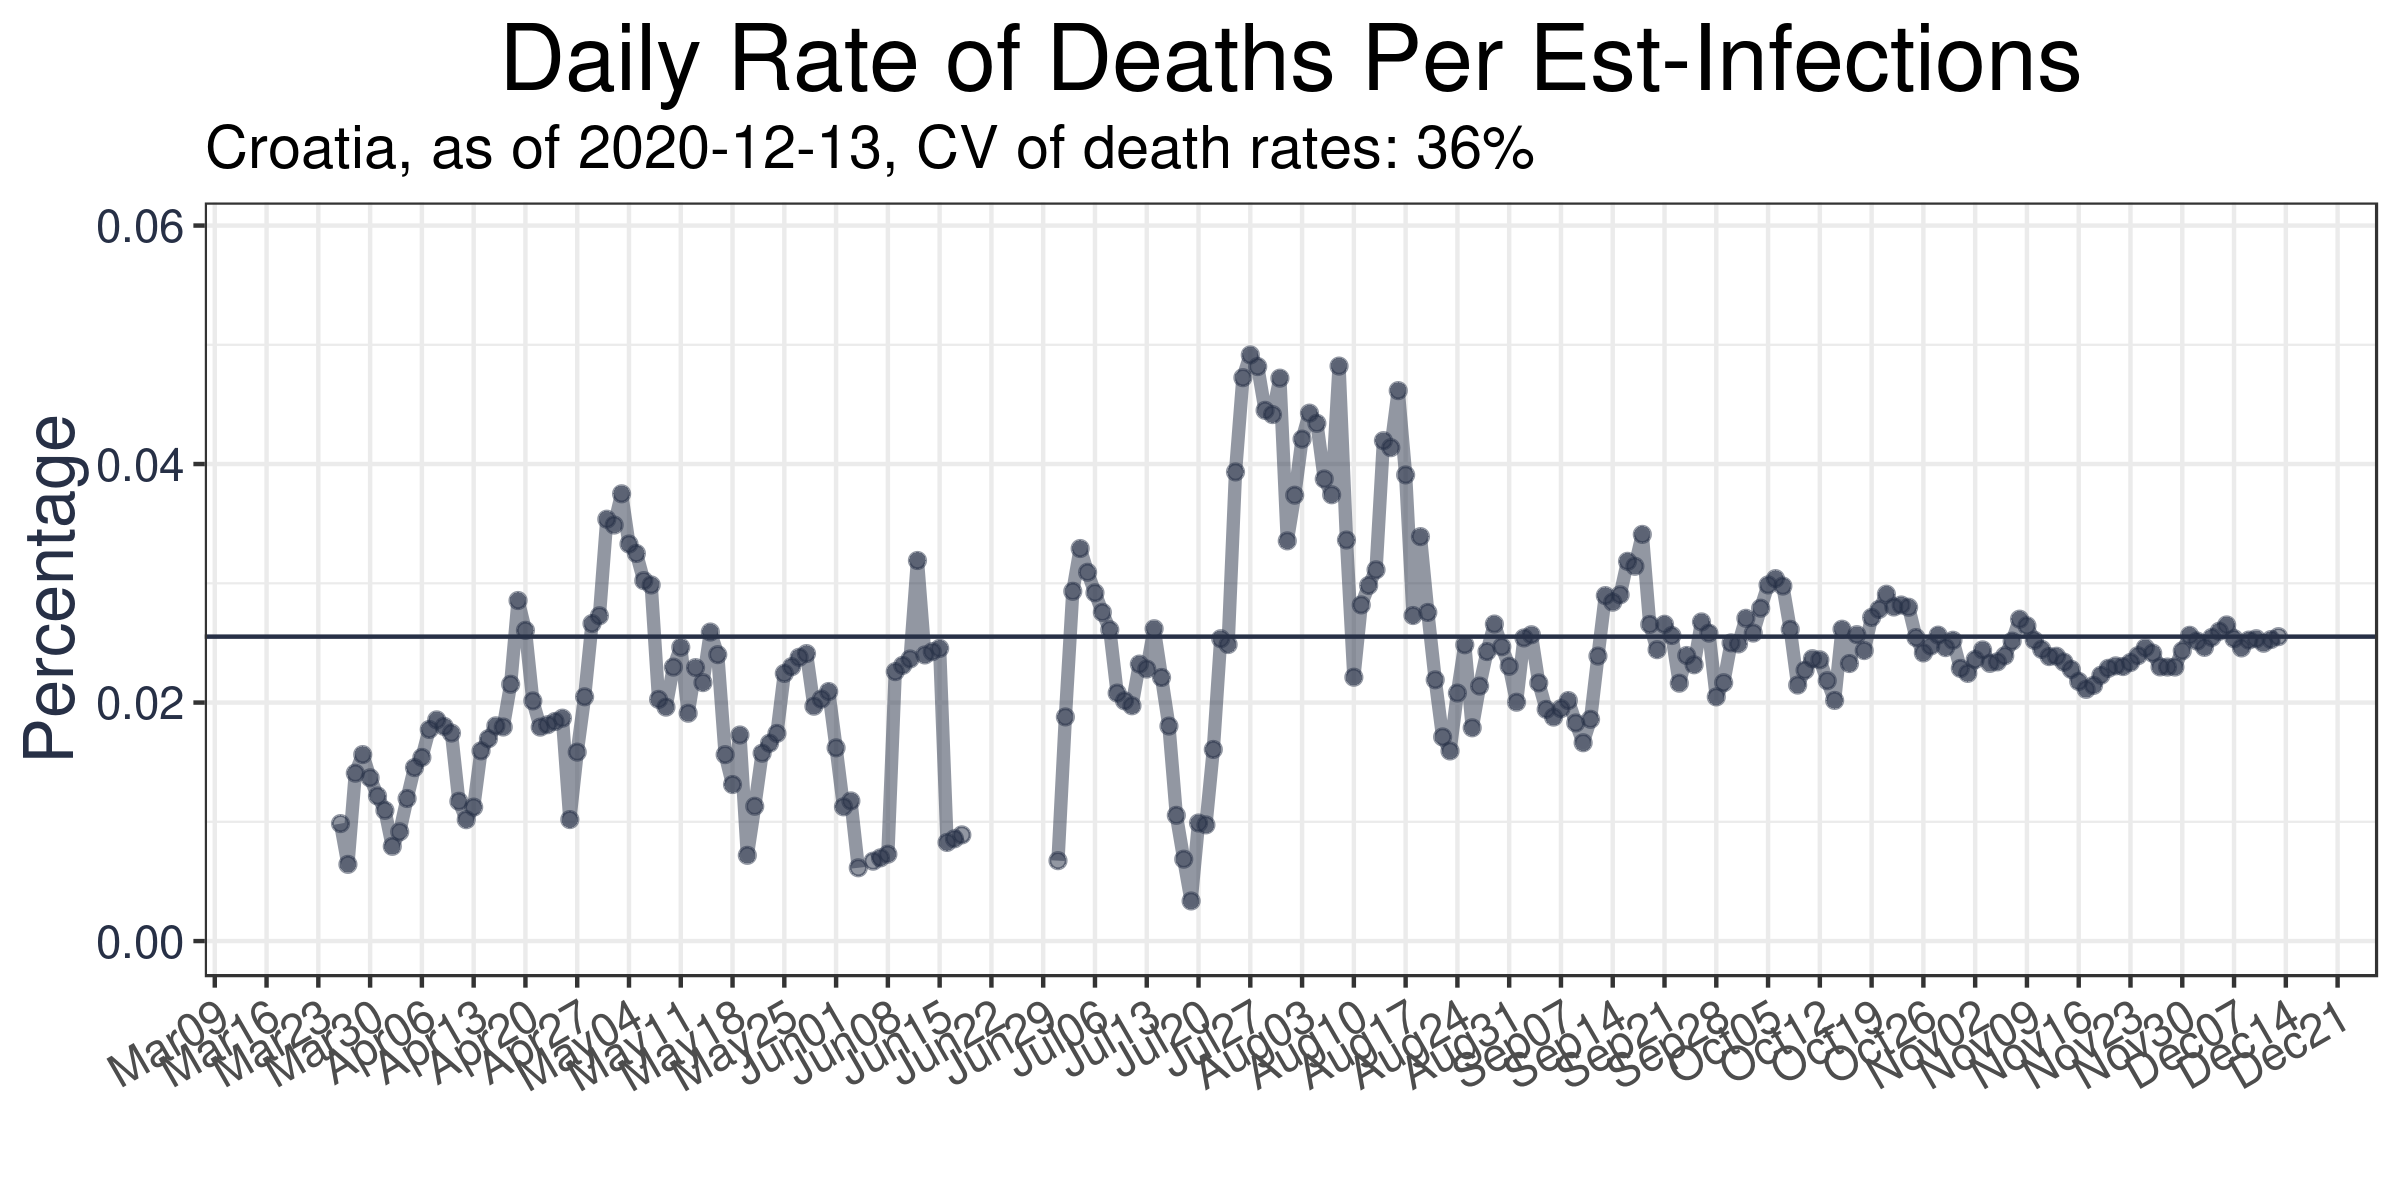 Daily Rate of Deaths Per Est-Infections
Croatia, as of 2020-12-13, CV of death rates: 36%
Percentage
0.06
0.04
0.02
0.00
Mar09
Mar16
Mar23
Mar30
Apr06
Apr13
Apr20
Apr27
May04
May11
May18
May25
Jun01
Jun08
Jun15
Jun22
Jun29
Jul06
Jul13
Jul20
Jul27
Aug03
Aug10
Aug17
Aug24
Aug31
Sep07
Sep14
Sep21
Sep28
Oct05
Oct12
Oct19
Oct26
Nov02
Nov09
Nov16
Nov23
Nov30
Dec07
Dec14
Dec21